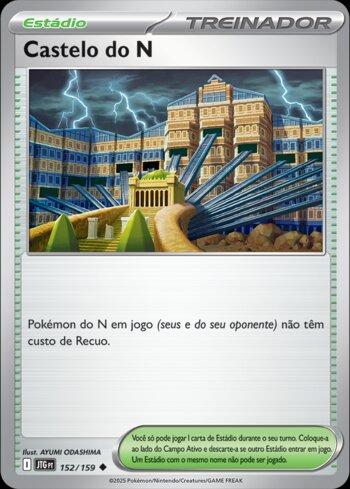 Estádio
TREINADOR
Castelo do N
Pokémon do N em jogo (seus e do seu oponente) não têm
custo de Recuo.
Ilust. AYUMI ODASHIMA
I JTG PT 152/159
Você só pode jogar 1 carta de Estádio durante o seu turno. Coloque-a
ao lado do Campo Ativo e descarte-a se outro Estádio entrar em jogo.
Um Estádio com o mesmo nome não pode ser jogado.
©2025 Pokémon/Nintendo/Creatures/GAME FREAK